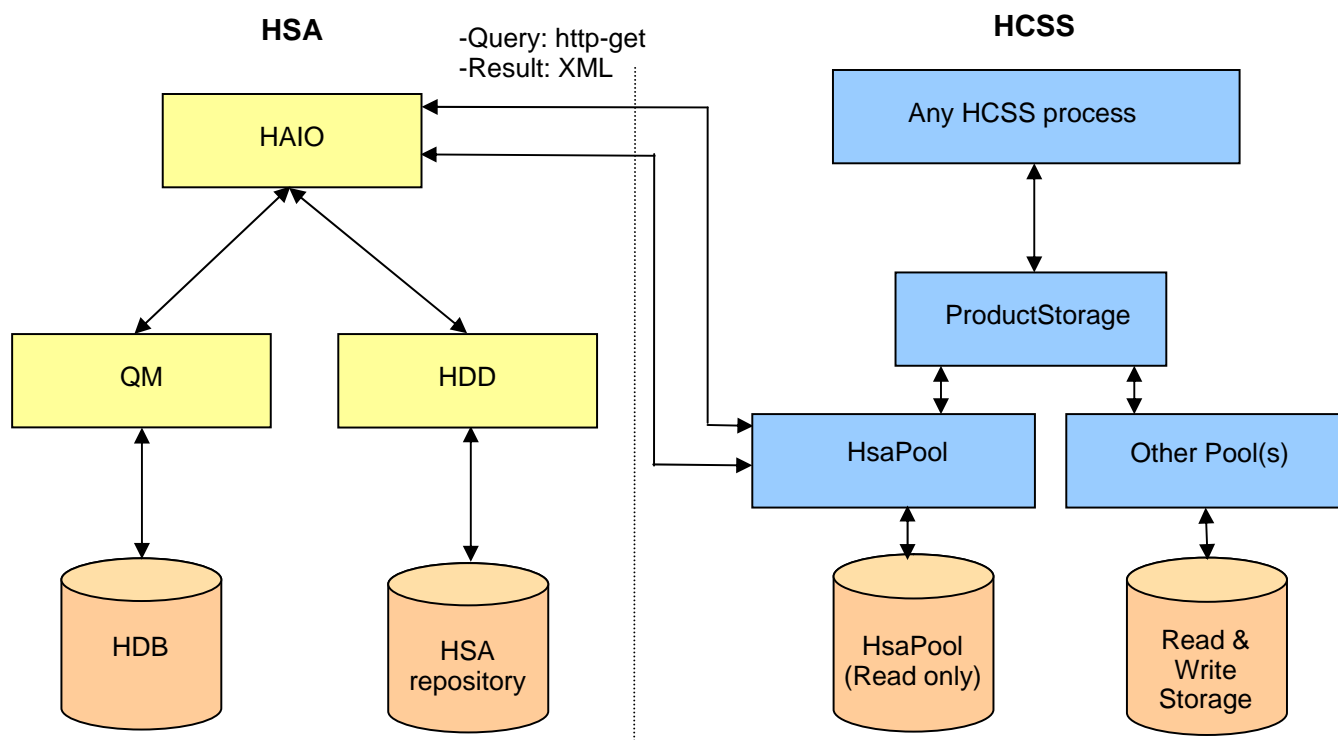 HSA
-Query: http-get
-Result: XML
HCSS
HAIO
Any HCSS process
ProductStorage
QM
HDD
HsaPool
Other Pool(s)
HDB
HSA
repository
HsaPool
(Read only)
Read &
Write
Storage